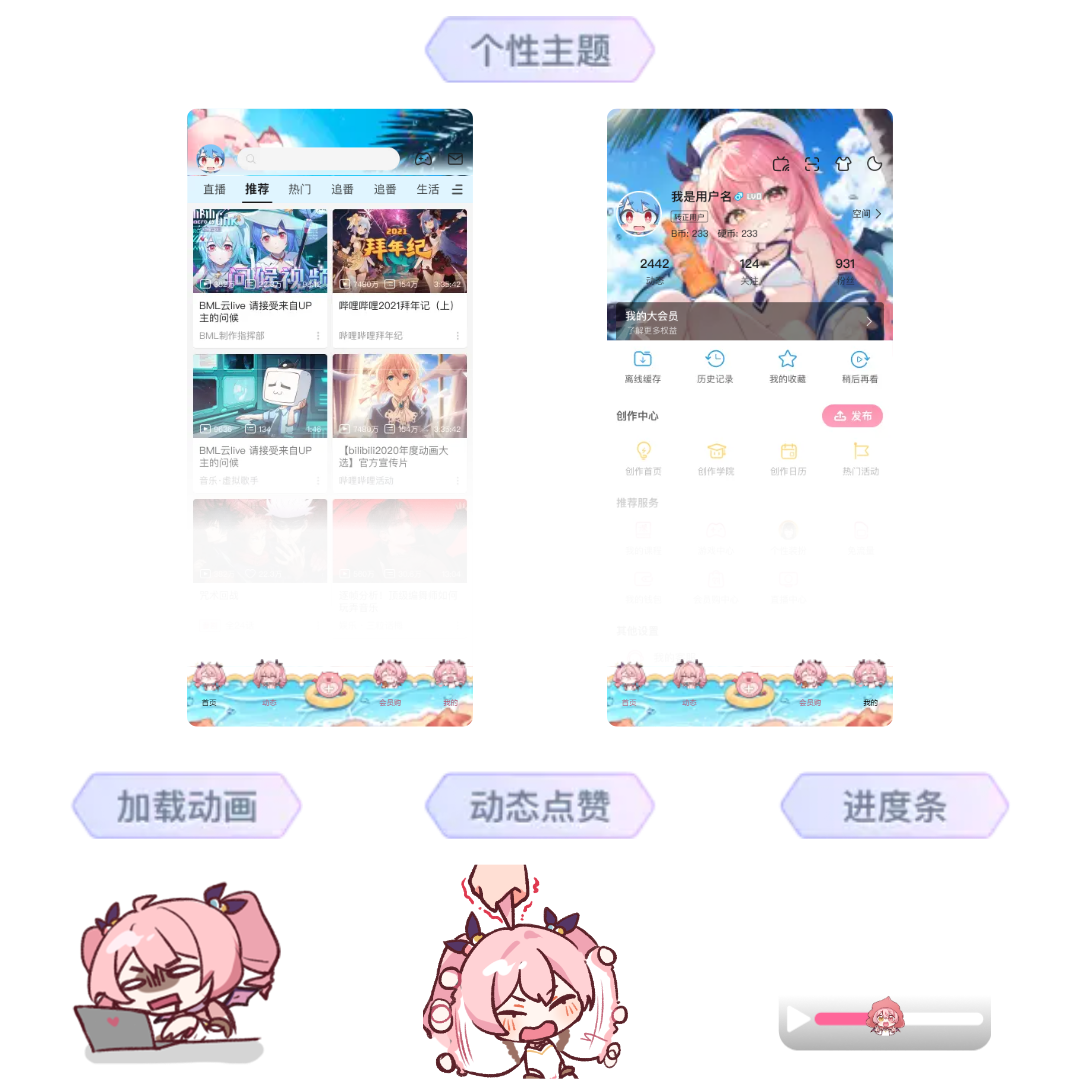 个性主题
直播 推荐 热门 追番 追番 生活
2021
拜年纪
问候视频
7480万 154万 3:33:42
BML云live 请接受来自UP
主的问候
BML制作指挥部
哔哩哔哩2021拜年记（上）
哔哩哔哩拜年纪
134
7480万 154万 3:33:42
BML云live 请接受来自UP
主的问候
音乐·虚拟歌手
【bilibili2020年度动画大
选】官方宣传片
哔哩哔哩活动
首页 动态 会员购 我的
我是用户名
转正用户
B币: 233 硬币: 233
空间
2442 124 931
动态 关注 粉丝
我的大会员
了解更多权益
离线缓存 历史记录 我的收藏 稍后再看
创作中心 发布
创作首页 创作学院 创作日历 热门活动
推荐服务
首页 动态 会员购 我的
加载动画 动态点赞 进度条